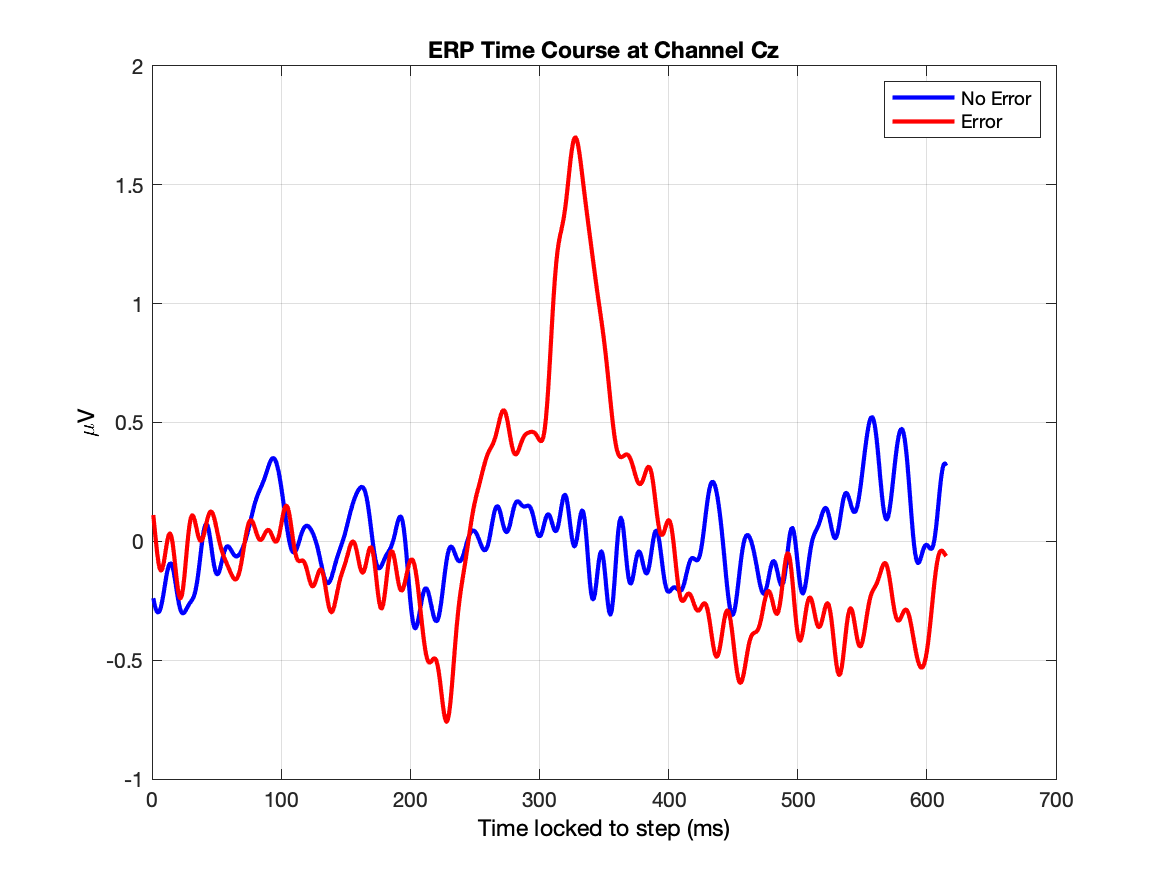 ERP Time Course at Channel Cz
2
1.5
1
0.5
0
-0.5
-1
μV
No Error
Error
0 100 200 300 400 500 600 700
Time locked to step (ms)